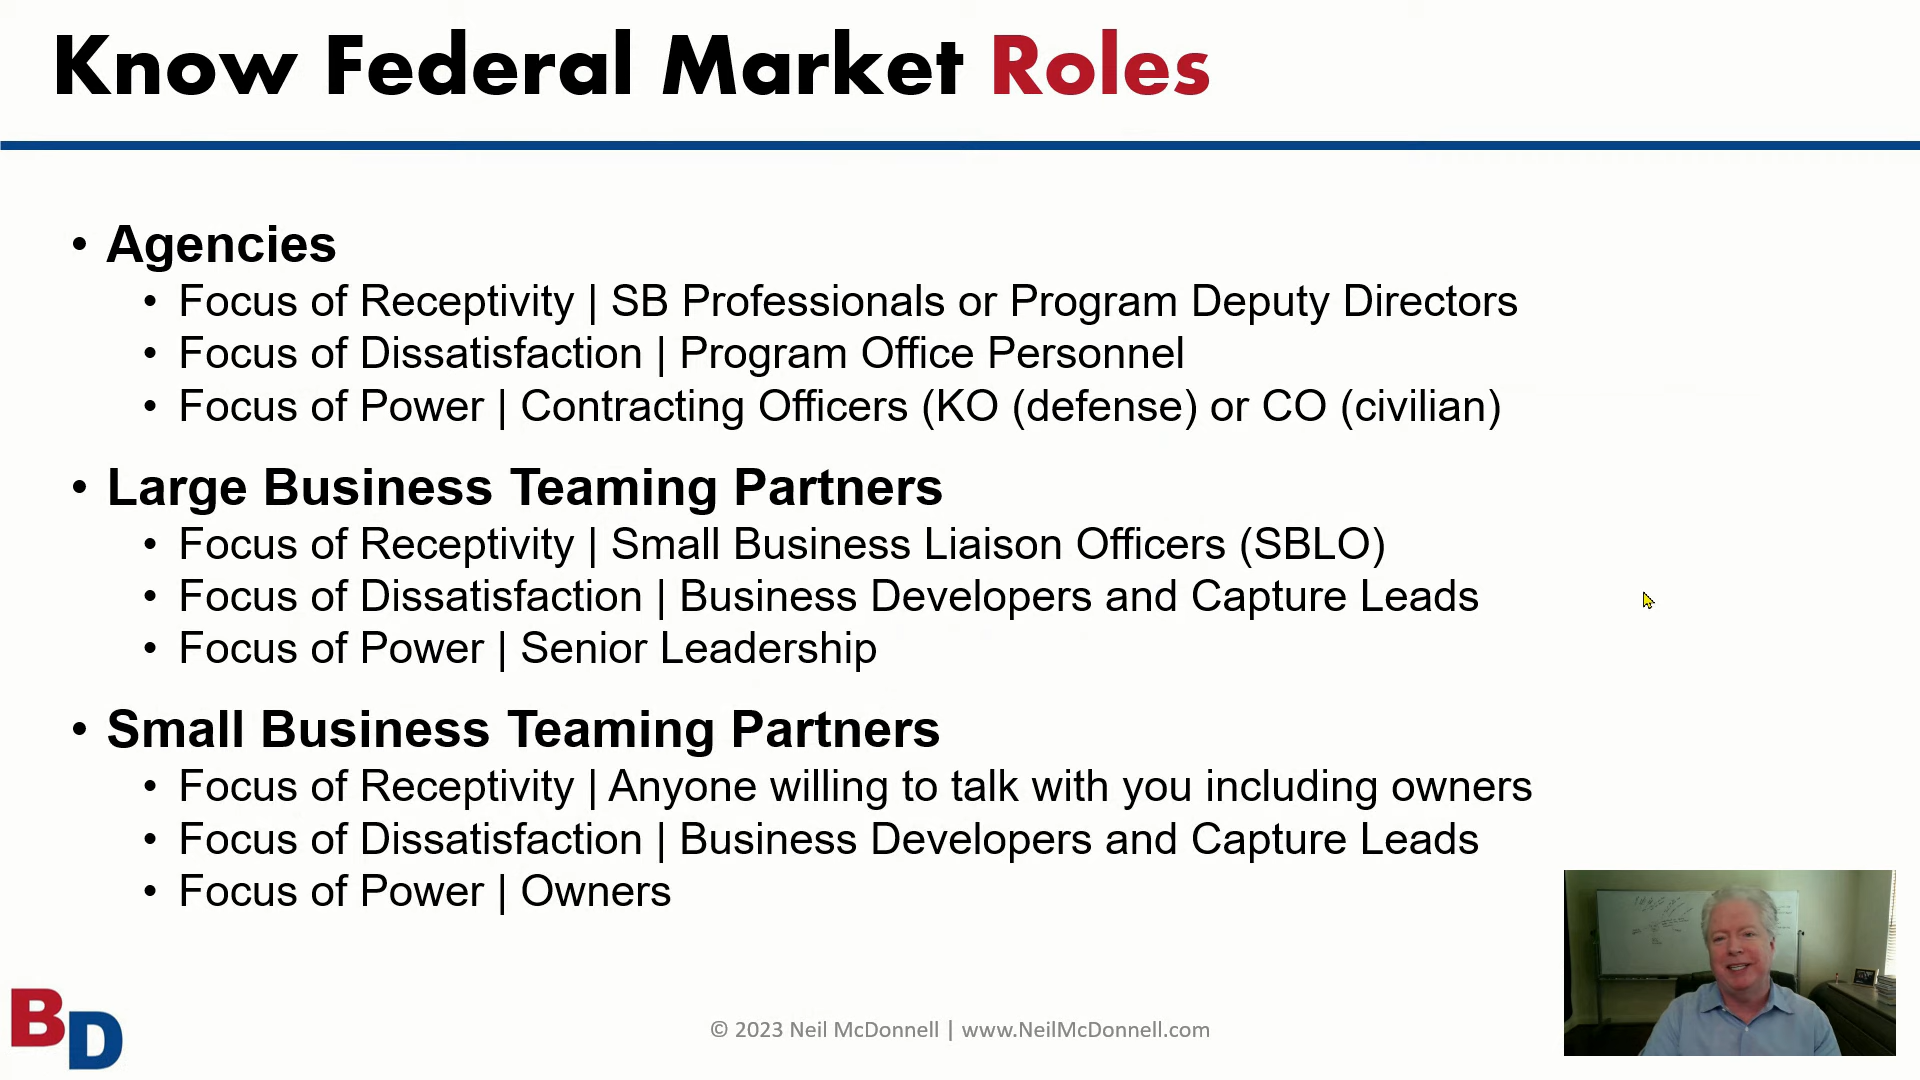 Know Federal Market Roles
• Agencies
• Focus of Receptivity | SB Professionals or Program Deputy Directors
• Focus of Dissatisfaction | Program Office Personnel
• Focus of Power | Contracting Officers (KO (defense) or CO (civilian)
• Large Business Teaming Partners
• Focus of Receptivity | Small Business Liaison Officers (SBLO)
• Focus of Dissatisfaction | Business Developers and Capture Leads
• Focus of Power | Senior Leadership
• Small Business Teaming Partners
• Focus of Receptivity | Anyone willing to talk with you including owners
• Focus of Dissatisfaction | Business Developers and Capture Leads
• Focus of Power | Owners
BD
© 2023 Neil McDonnell | www.NeilMcDonnell.com